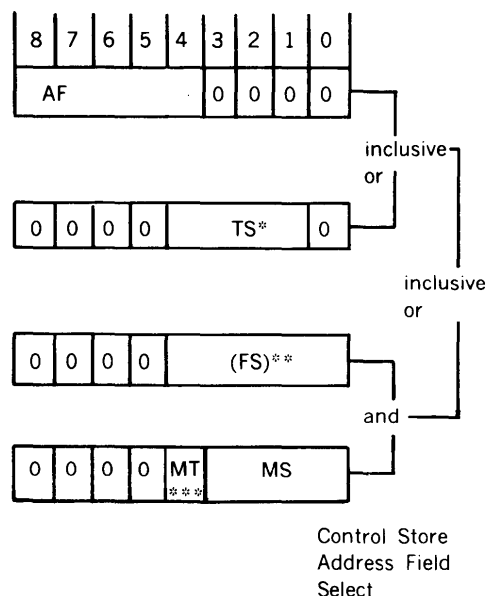 8 7 6 5 4 3 2 1 0
AF 0 0 0 0
inclusive
or
0 0 0 0 TS* 0
inclusive
or
0 0 0 0 (FS)**
and
0 0 0 0 MT MS
***
Control Store
Address Field
Select